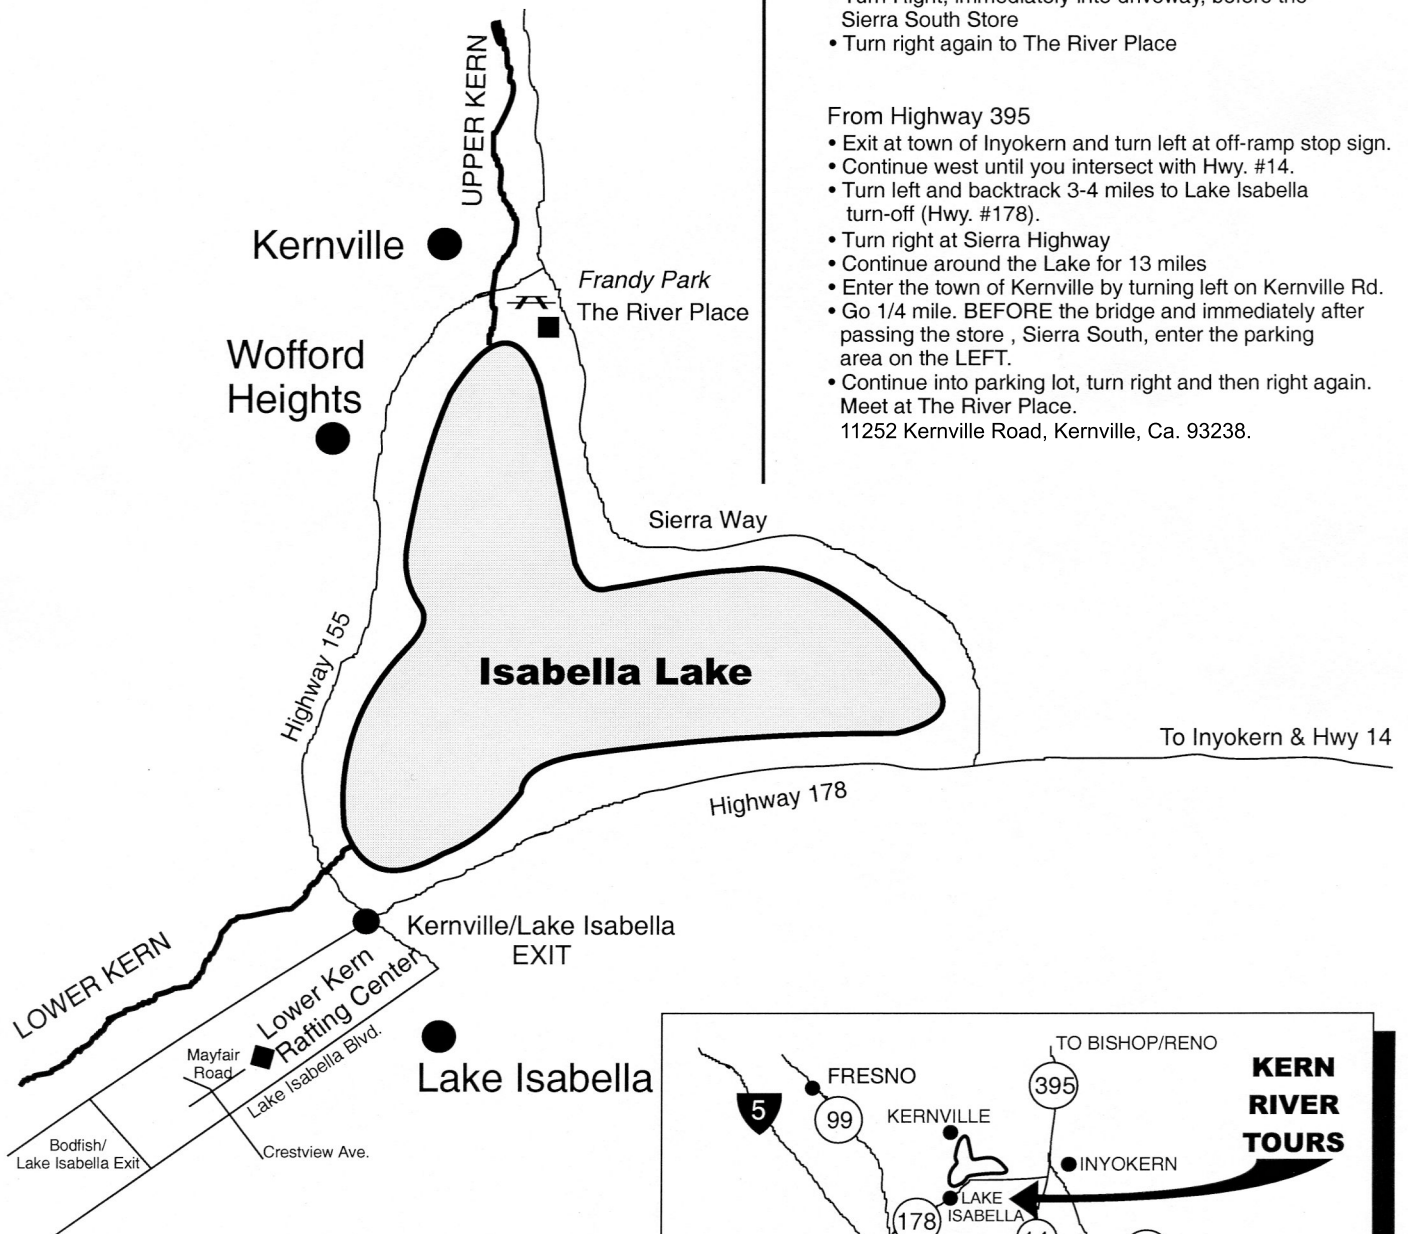 Turn Right, immediately into driveway, before the
Sierra South Store
• Turn right again to The River Place
From Highway 395
• Exit at town of Inyokern and turn left at off-ramp stop sign.
• Continue west until you intersect with Hwy. #14.
• Turn left and backtrack 3-4 miles to Lake Isabella
turn-off (Hwy. #178).
• Turn right at Sierra Highway
• Continue around the Lake for 13 miles
• Enter the town of Kernville by turning left on Kernville Rd.
• Go 1/4 mile. BEFORE the bridge and immediately after
passing the store , Sierra South, enter the parking
area on the LEFT.
• Continue into parking lot, turn right and then right again.
Meet at The River Place.
11252 Kernville Road, Kernville, Ca. 93238.
UPPER KERN
Kernville
Frandy Park
The River Place
Wofford
Heights
Sierra Way
Highway 155
Isabella Lake
To Inyokern & Hwy 14
Highway 178
Kernville/Lake Isabella
EXIT
LOWER KERN
Lower Kern
Rafting Center
Mayfair
Road
Lake Isabella Blvd.
Lake Isabella
Bodfish/
Lake Isabella Exit
Crestview Ave.
TO BISHOP/RENO
KERN
RIVER
TOURS
395
FRESNO
5
99
KERNVILLE
INYOKERN
LAKE
ISABELLA
178